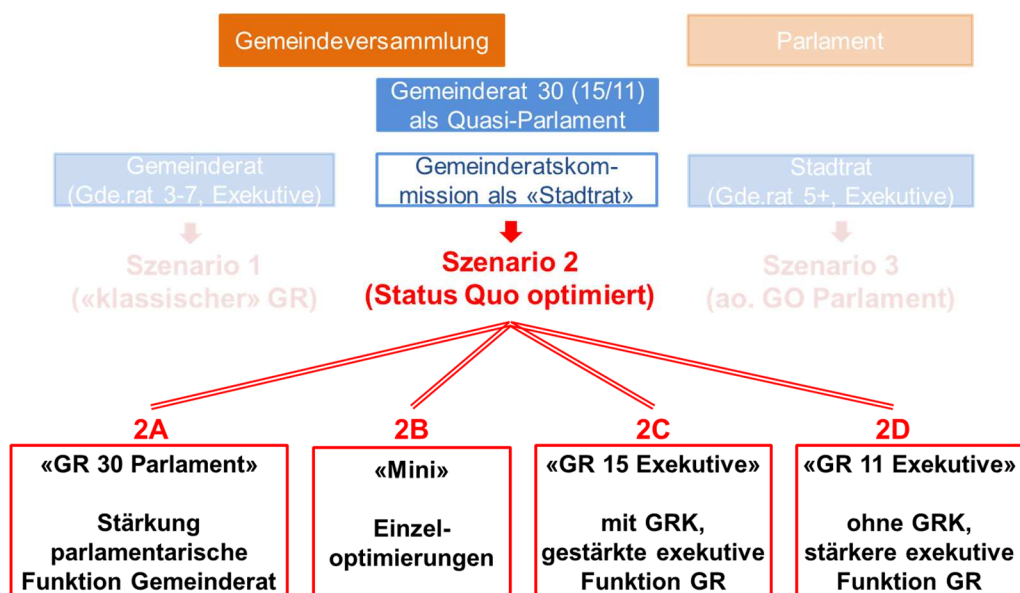 Gemeindeversammlung
Parlament
Gemeinderat 30 (15/11)
als Quasi-Parlament
Gemeinderat
(Gde.rat 3-7, Exekutive)
Gemeinderatskom-
mission als «Stadtrat»
Stadtrat
(Gde.rat 5+, Exekutive)
Szenario 1
(«klassischer» GR)
Szenario 2
(Status Quo optimiert)
Szenario 3
(ao. GO Parlament)
2A
«GR 30 Parlament»
Stärkung
parlamentarische
Funktion Gemeinderat
2B
«Mini»
Einzel-
optimierungen
2C
«GR 15 Exekutive»
mit GRK,
gestärkte exekutive
Funktion GR
2D
«GR 11 Exekutive»
ohne GRK,
stärkere exekutive
Funktion GR